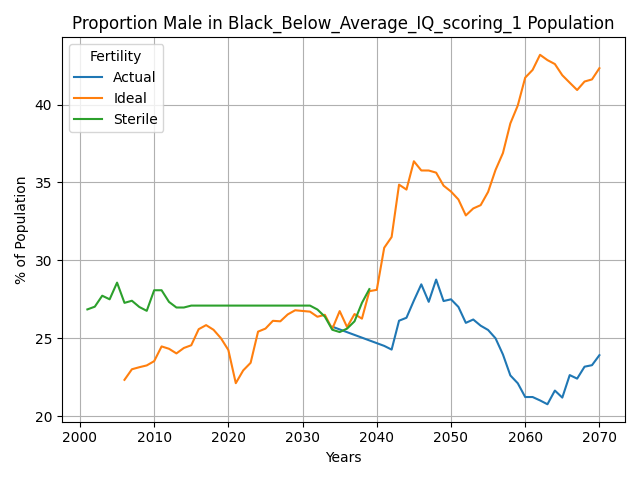 Proportion Male in Black_Below_Average_IQ_scoring_1 Population
Fertility
Actual
Ideal
Sterile
% of Population
40
35
30
25
20
2000 2010 2020 2030 2040 2050 2060 2070
Years